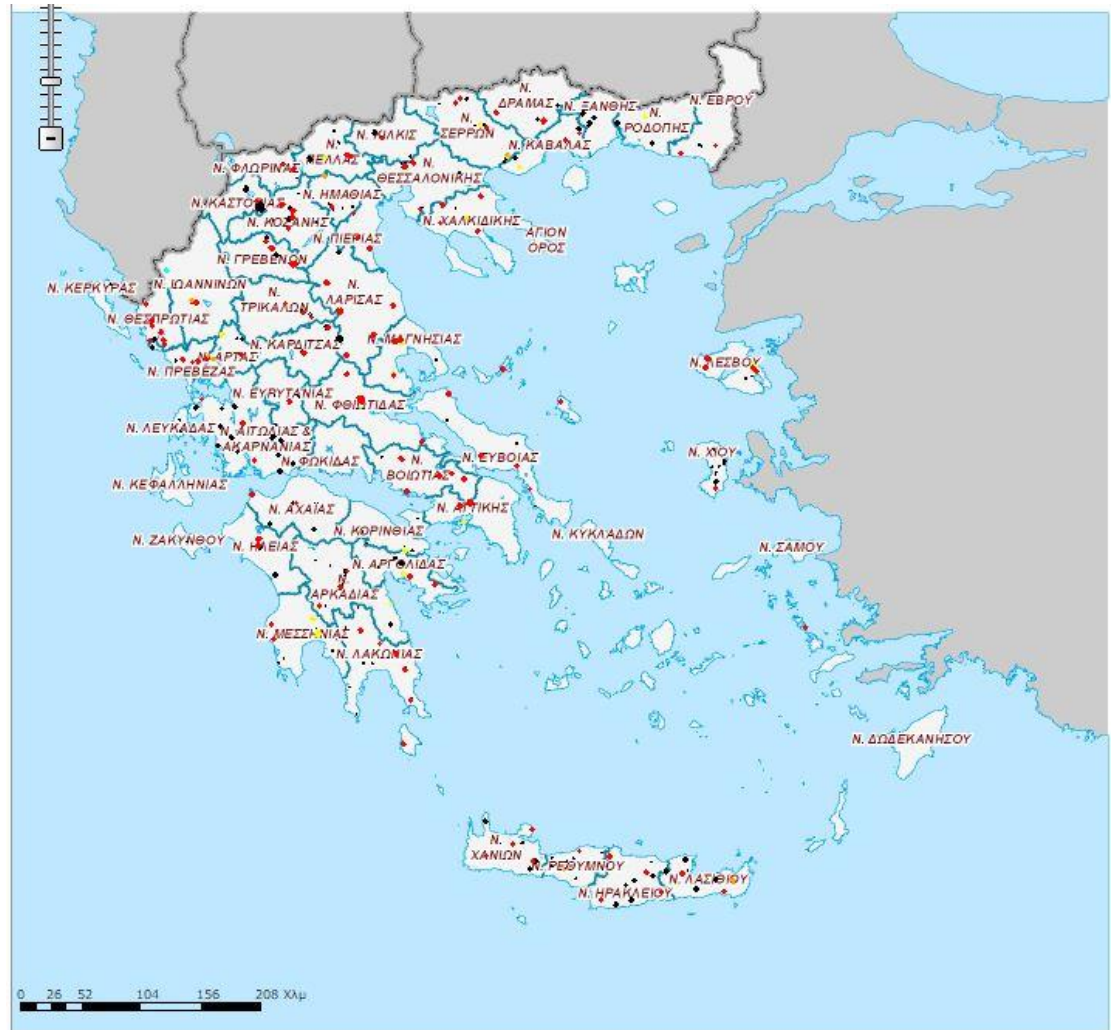 Ν. ΕΒΡΟΥ
Ν.
ΔΡΑΜΑΣ
Ν. ΞΑΝΘΗΣ
Ν.
ΡΟΔΟΠΗΣ
Ν.
ΣΕΡΡΩΝ
Ν. ΚΙΛΚΙΣ
Ν. ΚΑΒΑΛΑΣ
Ν.
ΠΕΛΛΑΣ
Ν. ΦΛΩΡΙΝΑΣ
Ν.
ΘΕΣΣΑΛΟΝΙΚΗΣ
Ν. ΗΜΑΘΙΑΣ
Ν. ΚΑΣΤΟΡΙΑΣ
Ν. ΚΟΖΑΝΗΣ
Ν. ΧΑΛΚΙΔΙΚΗΣ
ΑΓΙΟΝ
ΟΡΟΣ
Ν. ΠΙΕΡΙΑΣ
Ν. ΓΡΕΒΕΝΩΝ
Ν. ΚΕΡΚΥΡΑΣ
Ν. ΙΩΑΝΝΙΝΩΝ
Ν.
ΤΡΙΚΑΛΩΝ
Ν.
ΛΑΡΙΣΑΣ
Ν. ΘΕΣΠΡΩΤΙΑΣ
Ν. ΚΑΡΔΙΤΣΑΣ
Ν. ΜΑΓΝΗΣΙΑΣ
Ν. ΑΡΤΑΣ
Ν. ΛΕΣΒΟΥ
Ν. ΠΡΕΒΕΖΑΣ
Ν. ΕΥΡΥΤΑΝΙΑΣ
Ν. ΦΘΙΩΤΙΔΑΣ
Ν. ΛΕΥΚΑΔΑΣ
Ν. ΑΙΤΩΛΙΑΣ &
ΑΚΑΡΝΑΝΙΑΣ
Ν. ΦΩΚΙΔΑΣ
Ν.
ΒΟΙΩΤΙΑΣ
Ν. ΕΥΒΟΙΑΣ
Ν. ΧΙΟΥ
Ν. ΚΕΦΑΛΛΗΝΙΑΣ
Ν. ΑΧΑΪΑΣ
Ν. ΑΤΤΙΚΗΣ
Ν. ΚΟΡΙΝΘΙΑΣ
Ν. ΚΥΚΛΑΔΩΝ
Ν. ΖΑΚΥΝΘΟΥ
Ν. ΗΛΕΙΑΣ
Ν. ΣΑΜΟΥ
Ν. ΑΡΓΟΛΙΔΑΣ
Ν.
ΑΡΚΑΔΙΑΣ
Ν. ΜΕΣΣΗΝΙΑΣ
Ν. ΛΑΚΩΝΙΑΣ
Ν. ΔΩΔΕΚΑΝΗΣΟΥ
Ν.
ΧΑΝΙΩΝ
Ν. ΡΕΘΥΜΝΟΥ
Ν. ΛΑΣΙΘΙΟΥ
Ν. ΗΡΑΚΛΕΙΟΥ
0 26 52 104 156 208 Χλμ